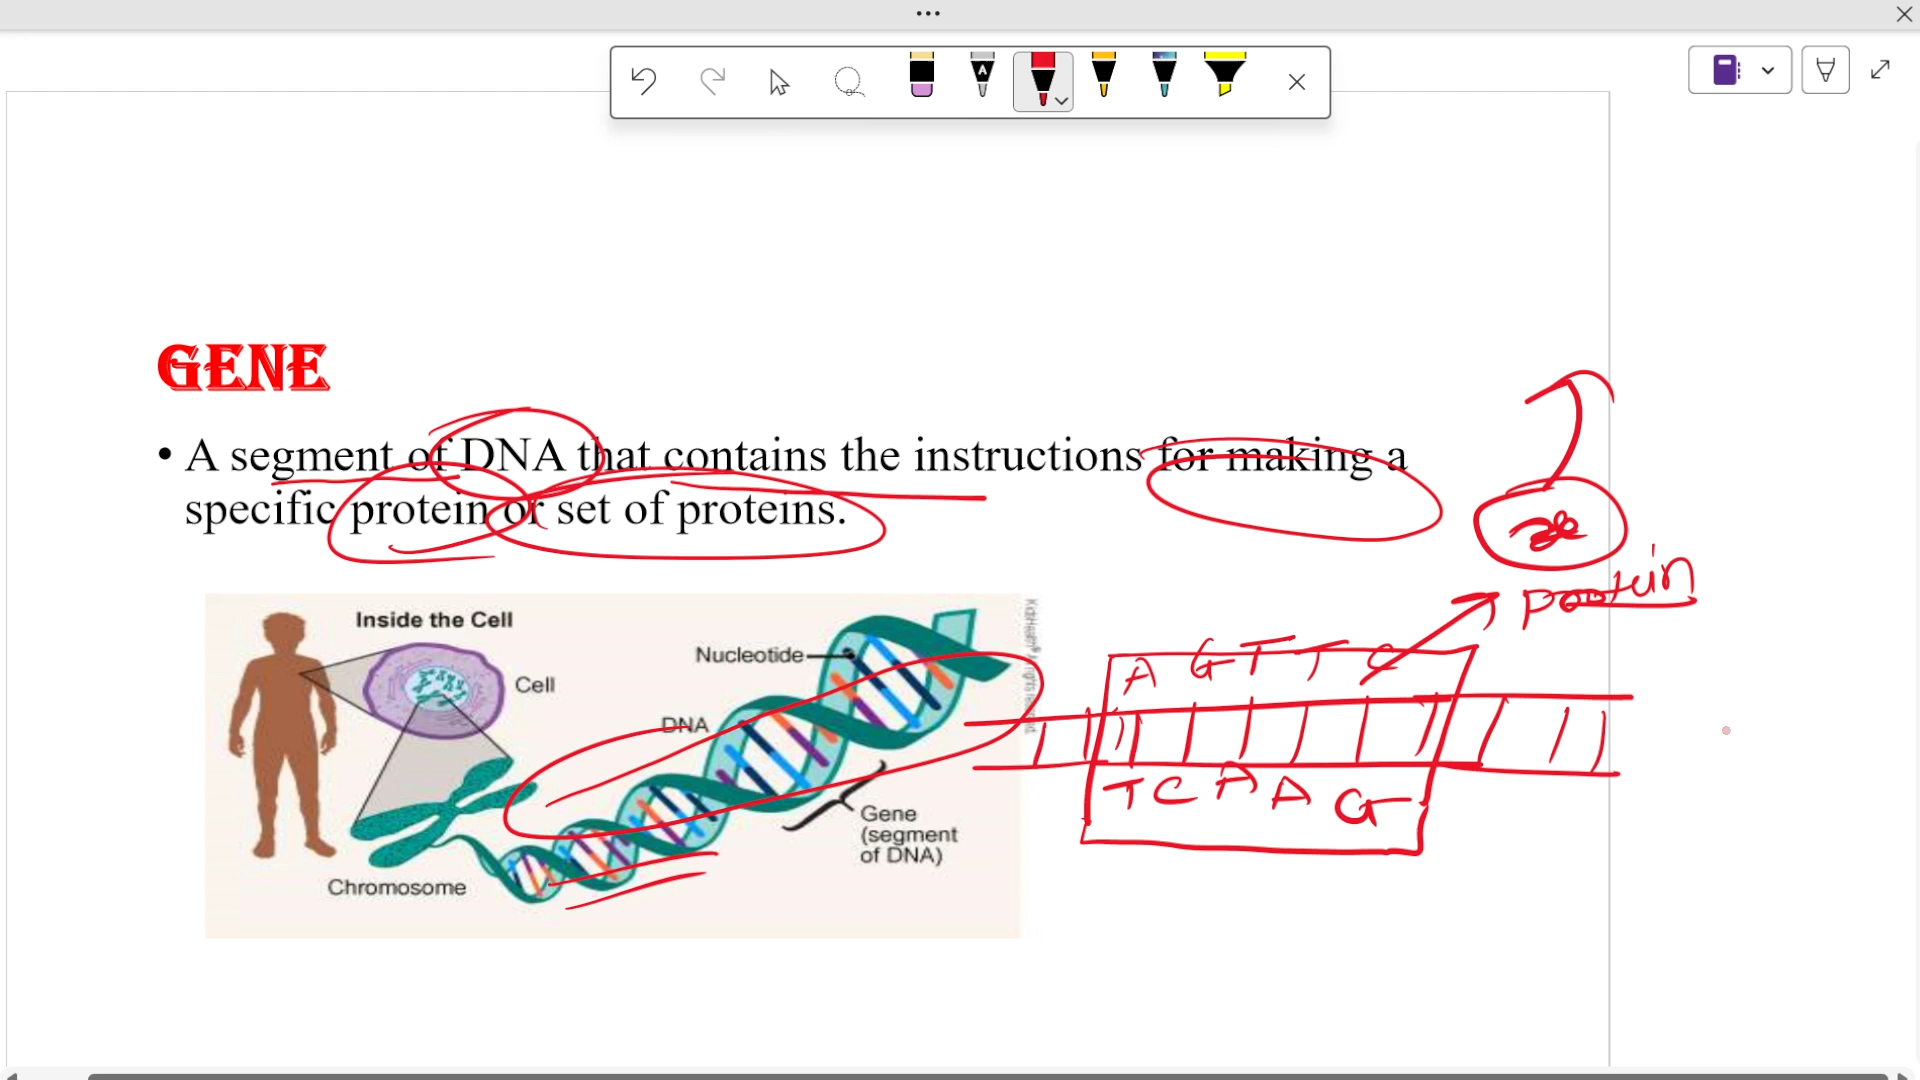 GENE
• A segment of DNA that contains the instructions for making a
specific protein or set of proteins.
Inside the Cell
Cell
Chromosome
Nucleotide
DNA
Gene
(segment
of DNA)
protein
A G T T C
T C A A G